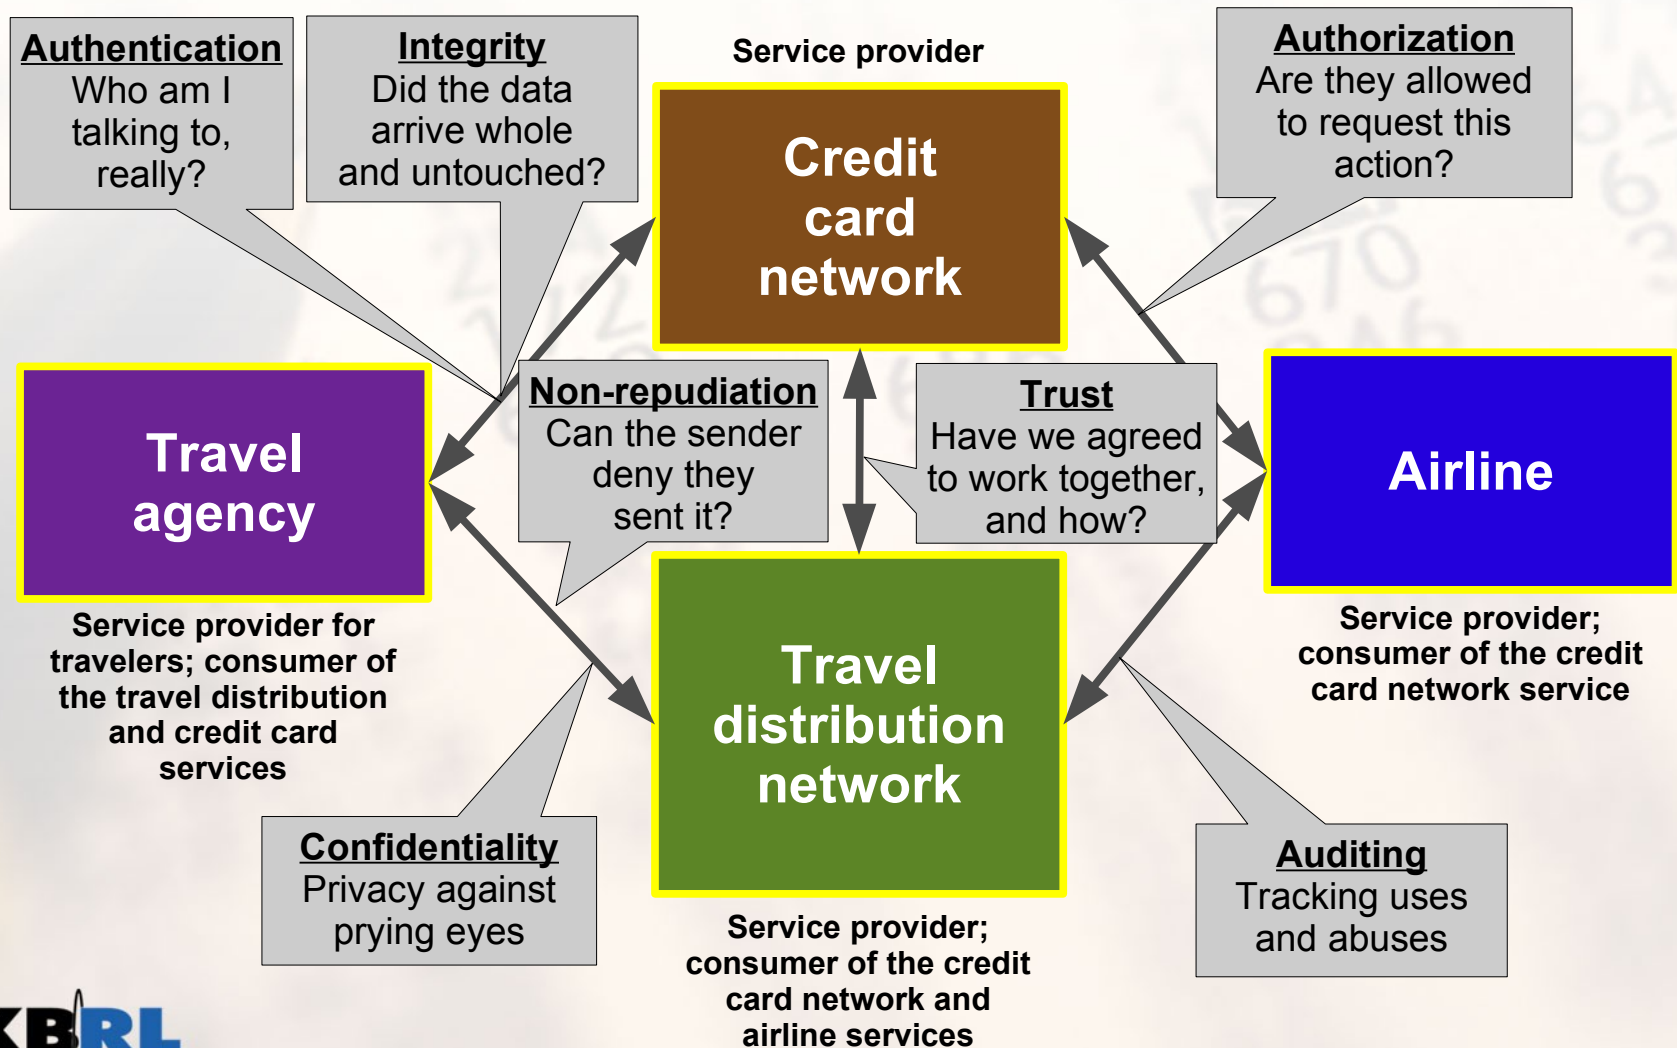 Authentication
Who am I
talking to,
really?
Integrity
Did the data
arrive whole
and untouched?
Service provider
Credit
card
network
Authorization
Are they allowed
to request this
action?
Travel
agency
Service provider for
travelers; consumer of
the travel distribution
and credit card
services
Non-repudiation
Can the sender
deny they
sent it?
Trust
Have we agreed
to work together,
and how?
Airline
Service provider;
consumer of the credit
card network service
Travel
distribution
network
Service provider;
consumer of the credit
card network and
airline services
Confidentiality
Privacy against
prying eyes
Auditing
Tracking uses
and abuses
XBRL
670